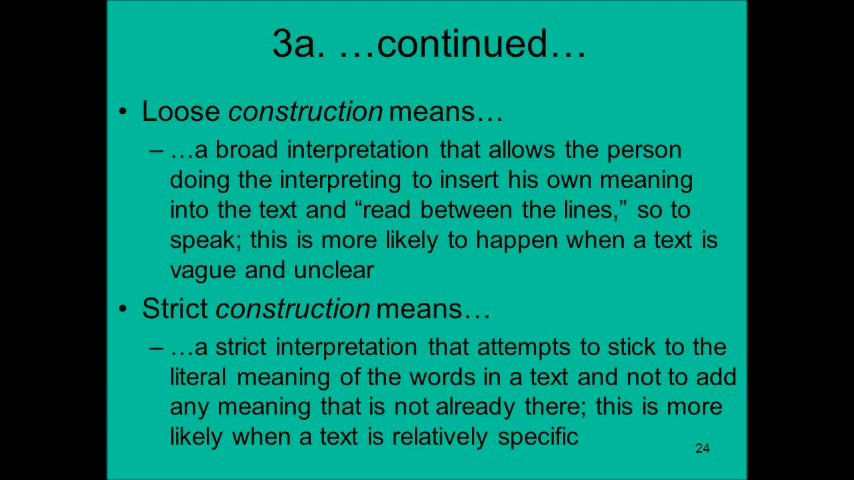 3a. …continued…
• Loose construction means…
– …a broad interpretation that allows the person
doing the interpreting to insert his own meaning
into the text and “read between the lines,” so to
speak; this is more likely to happen when a text is
vague and unclear
• Strict construction means…
– …a strict interpretation that attempts to stick to the
literal meaning of the words in a text and not to add
any meaning that is not already there; this is more
likely when a text is relatively specific
24